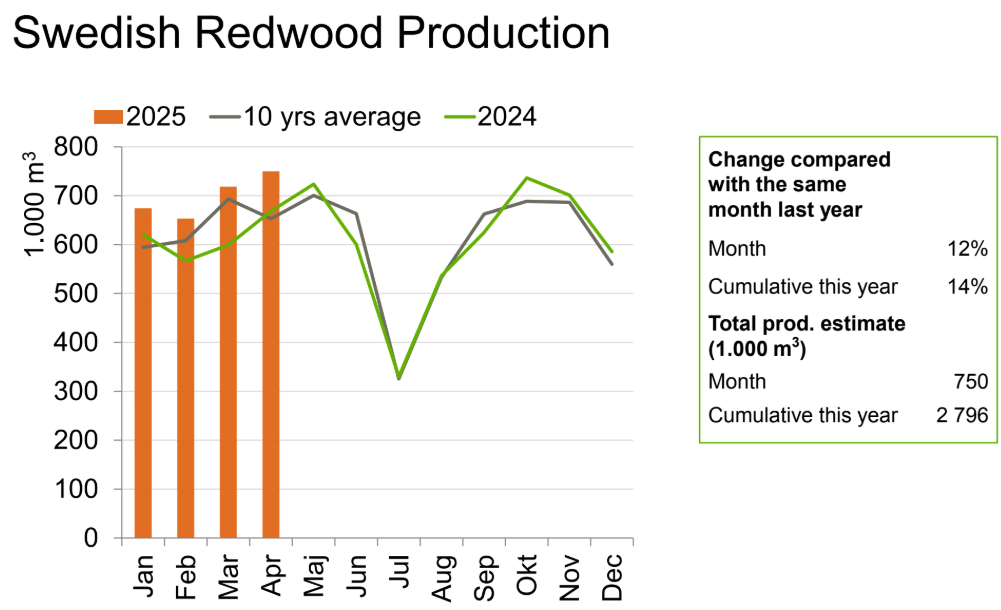 Swedish Redwood Production
2025 10 yrs average 2024
1.000 m³
800
700
600
500
400
300
200
100
0
Jan Feb Mar Apr Maj Jun Jul Aug Sep Okt Nov Dec
Change compared
with the same
month last year
Month 12%
Cumulative this year 14%
Total prod. estimate
(1.000 m³)
Month 750
Cumulative this year 2 796